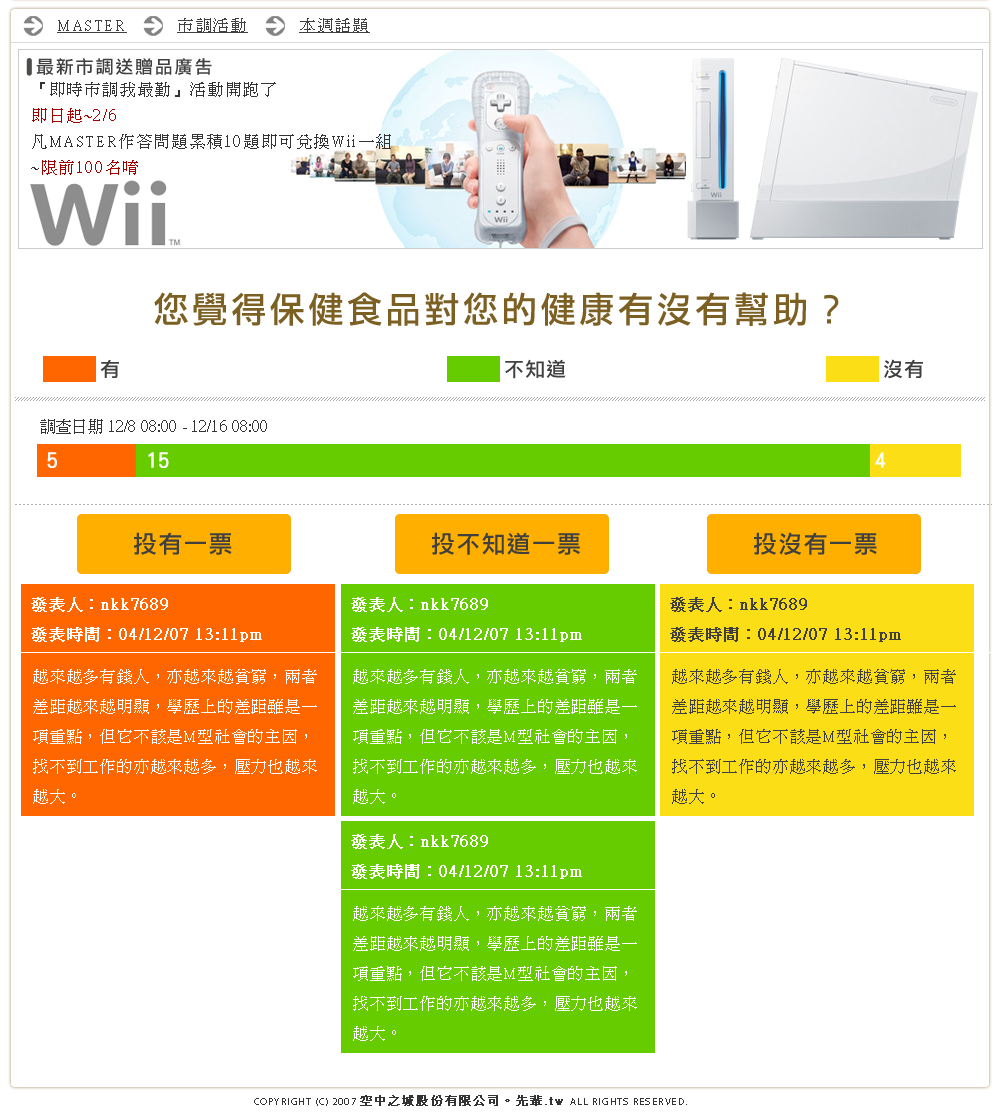 MASTER 市調活動 本週話題
最新市調送贈品廣告
「即時市調我最勤」活動開跑了
即日起~2/6
凡MASTER作答問題累積10題即可兌換Wii一組
~限前100名唷
Wii TM
Wii
wii
Nintendo
您覺得保健食品對您的健康有沒有幫助？
有 不知道 沒有
調查日期 12/8 08:00 - 12/16 08:00
5 15 4
投有一票 投不知道一票 投沒有一票
發表人：nkk7689
發表時間：04/12/07 13:11pm
越來越多有錢人，亦越來越貧窮，兩者
差距越來越明顯，學歷上的差距雖是一
項重點，但它不該是M型社會的主因，
找不到工作的亦越來越多，壓力也越來
越大。
發表人：nkk7689
發表時間：04/12/07 13:11pm
越來越多有錢人，亦越來越貧窮，兩者
差距越來越明顯，學歷上的差距雖是一
項重點，但它不該是M型社會的主因，
找不到工作的亦越來越多，壓力也越來
越大。
發表人：nkk7689
發表時間：04/12/07 13:11pm
越來越多有錢人，亦越來越貧窮，兩者
差距越來越明顯，學歷上的差距雖是一
項重點，但它不該是M型社會的主因，
找不到工作的亦越來越多，壓力也越來
越大。
發表人：nkk7689
發表時間：04/12/07 13:11pm
越來越多有錢人，亦越來越貧窮，兩者
差距越來越明顯，學歷上的差距雖是一
項重點，但它不該是M型社會的主因，
找不到工作的亦越來越多，壓力也越來
越大。
COPYRIGHT (C) 2007 空中之城股份有限公司。先輩.tw ALL RIGHTS RESERVED.